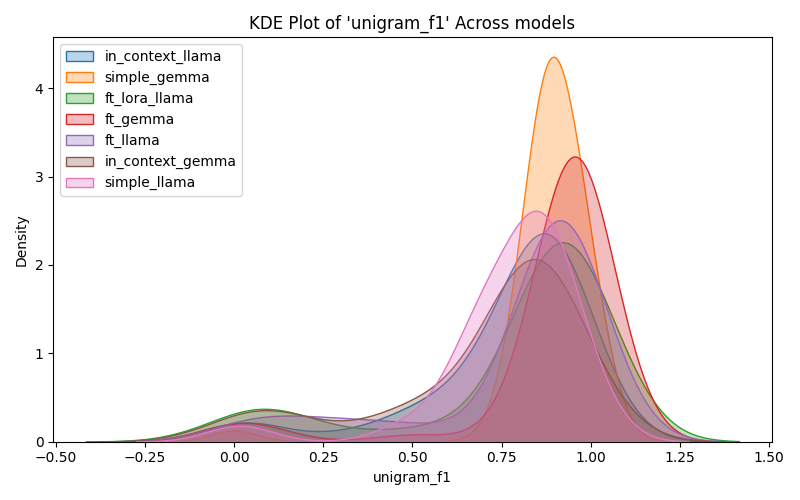 KDE Plot of 'unigram_f1' Across models
in_context_llama
simple_gemma
ft_lora_llama
ft_gemma
ft_llama
in_context_gemma
simple_llama
Density
4
3
2
1
0
−0.50 −0.25 0.00 0.25 0.50 0.75 1.00 1.25 1.50
unigram_f1